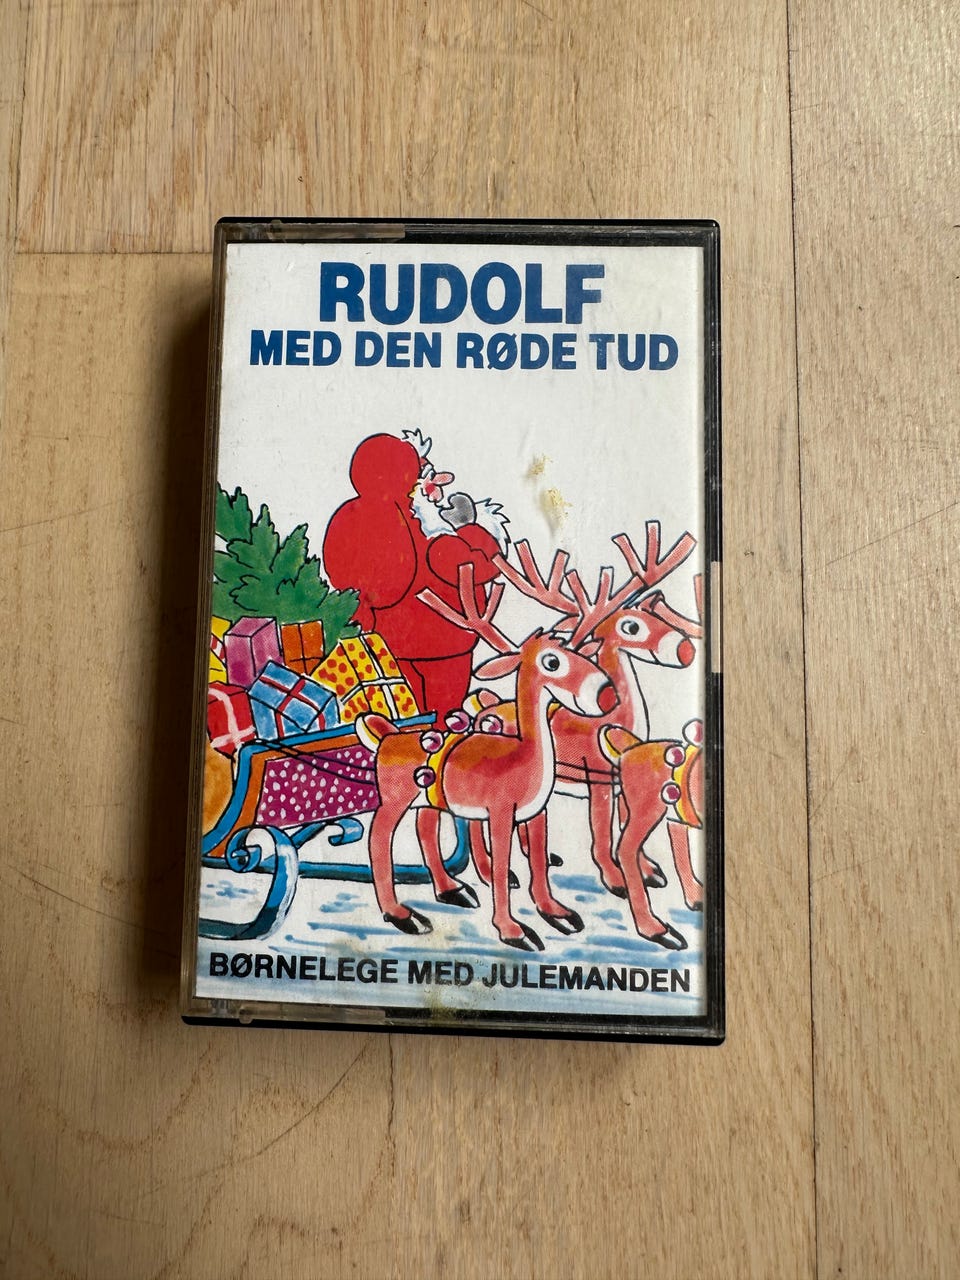 RUDOLF
MED DEN RØDE TUD
BØRNELEGE MED JULEMANDEN